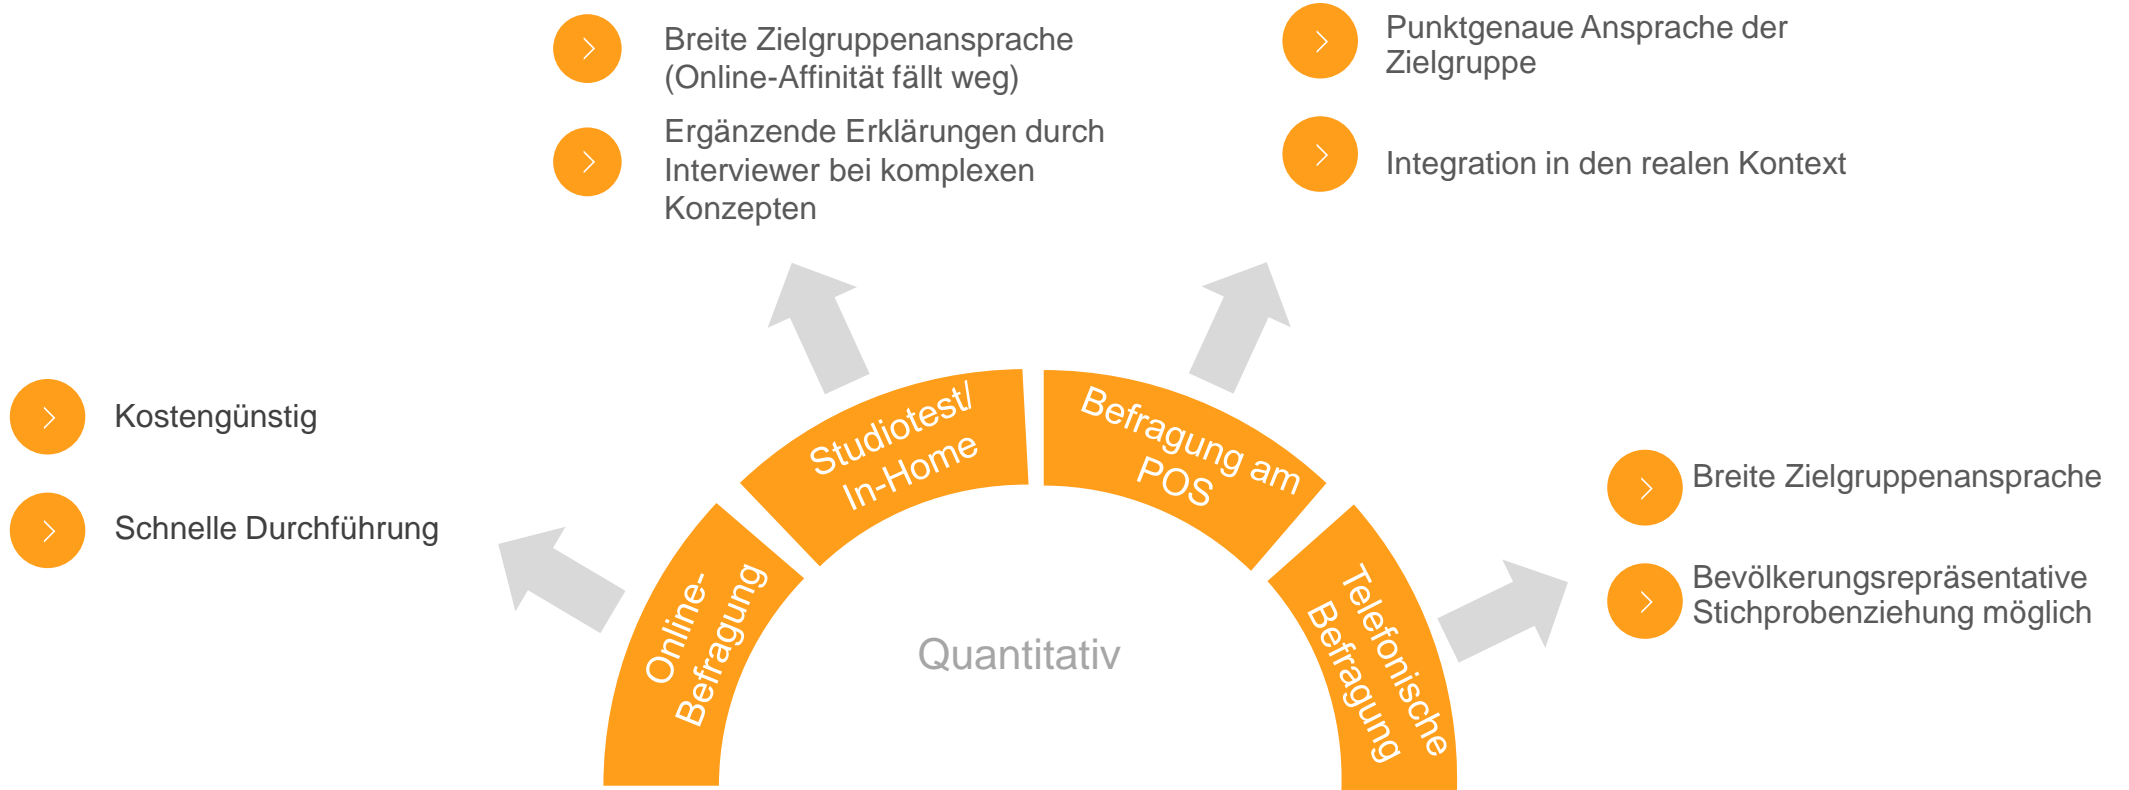 Breite Zielgruppenansprache
(Online-Affinität fällt weg)
Ergänzende Erklärungen durch
Interviewer bei komplexen
Konzepten
Punktgenaue Ansprache der
Zielgruppe
Integration in den realen Kontext
Kostengünstig
Schnelle Durchführung
Online-
Befragung
Studiotest/
In-Home
Befragung am
POS
Telefonische
Befragung
Quantitativ
Breite Zielgruppenansprache
Bevölkerungsrepräsentative
Stichprobenziehung möglich